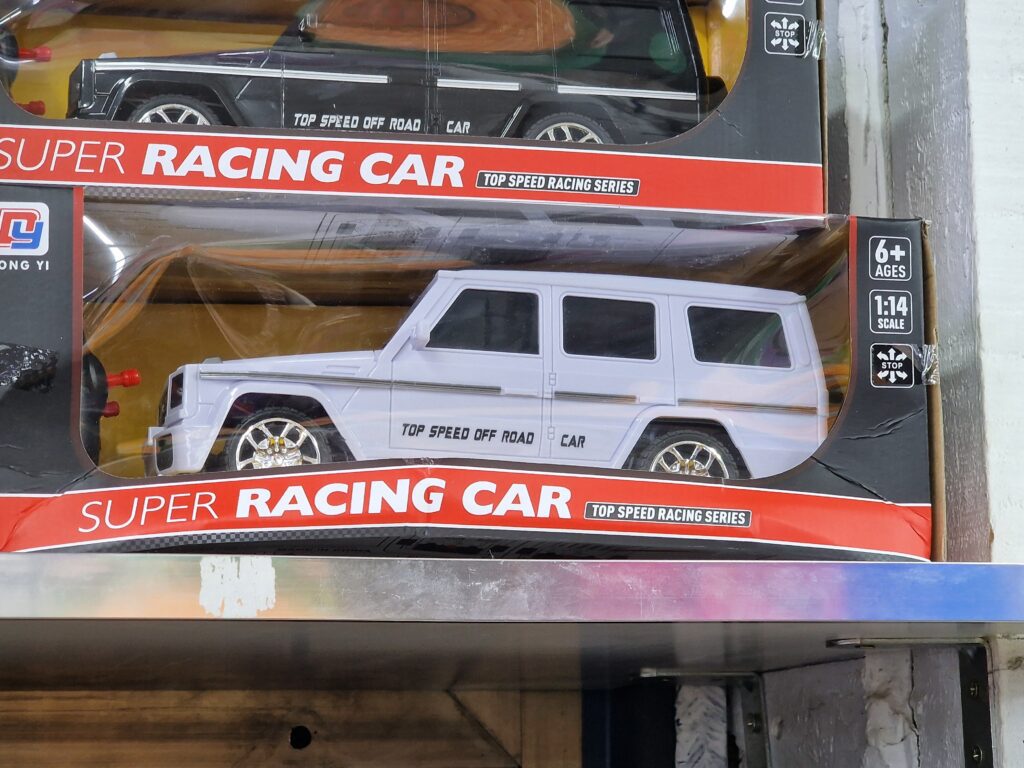 STOP
TOP SPEED OFF ROAD CAR
SUPER RACING CAR TOP SPEED RACING SERIES
ONG YI
6+
AGES
1:14
SCALE
STOP
TOP SPEED OFF ROAD CAR
SUPER RACING CAR TOP SPEED RACING SERIES